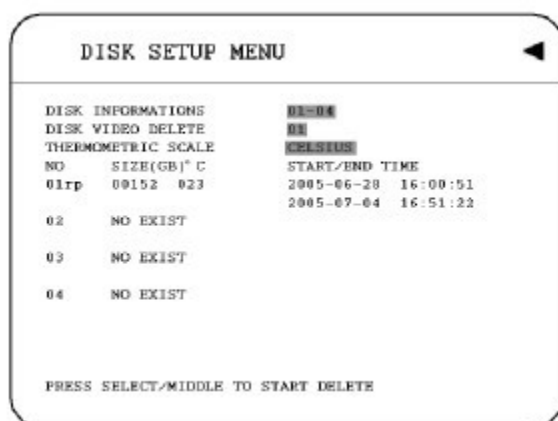 DISK SETUP MENU
DISK INFORMATIONS 01-04
DISK VIDEO DELETE 01
THERMOMETRIC SCALE CELSIUS
NO SIZE(GB)°C START/END TIME
01rp 00152 023 2005-06-28 16:00:51
2005-07-04 16:51:22
02 NO EXIST
03 NO EXIST
04 NO EXIST
PRESS SELECT/MIDDLE TO START DELETE